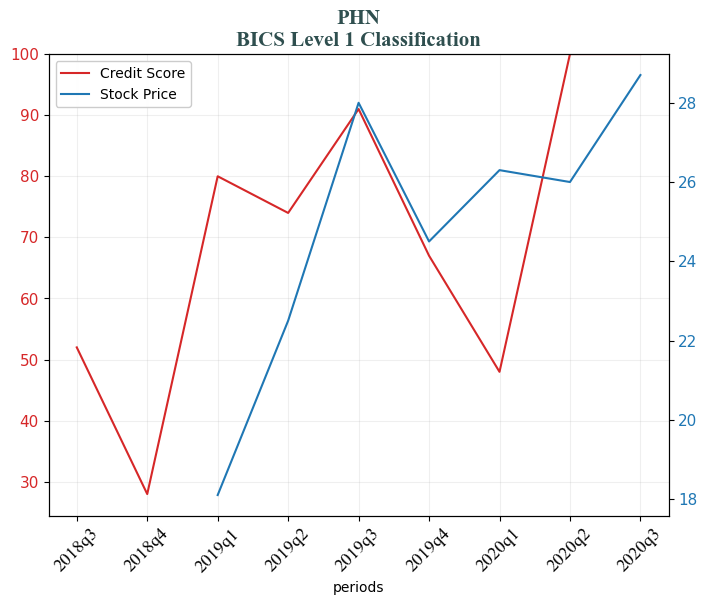 PHN
BICS Level 1 Classification
Credit Score
Stock Price
100
90
80
70
60
50
40
30
28
26
24
22
20
18
2018q3
2018q4
2019q1
2019q2
2019q3
2019q4
2020q1
2020q2
2020q3
periods